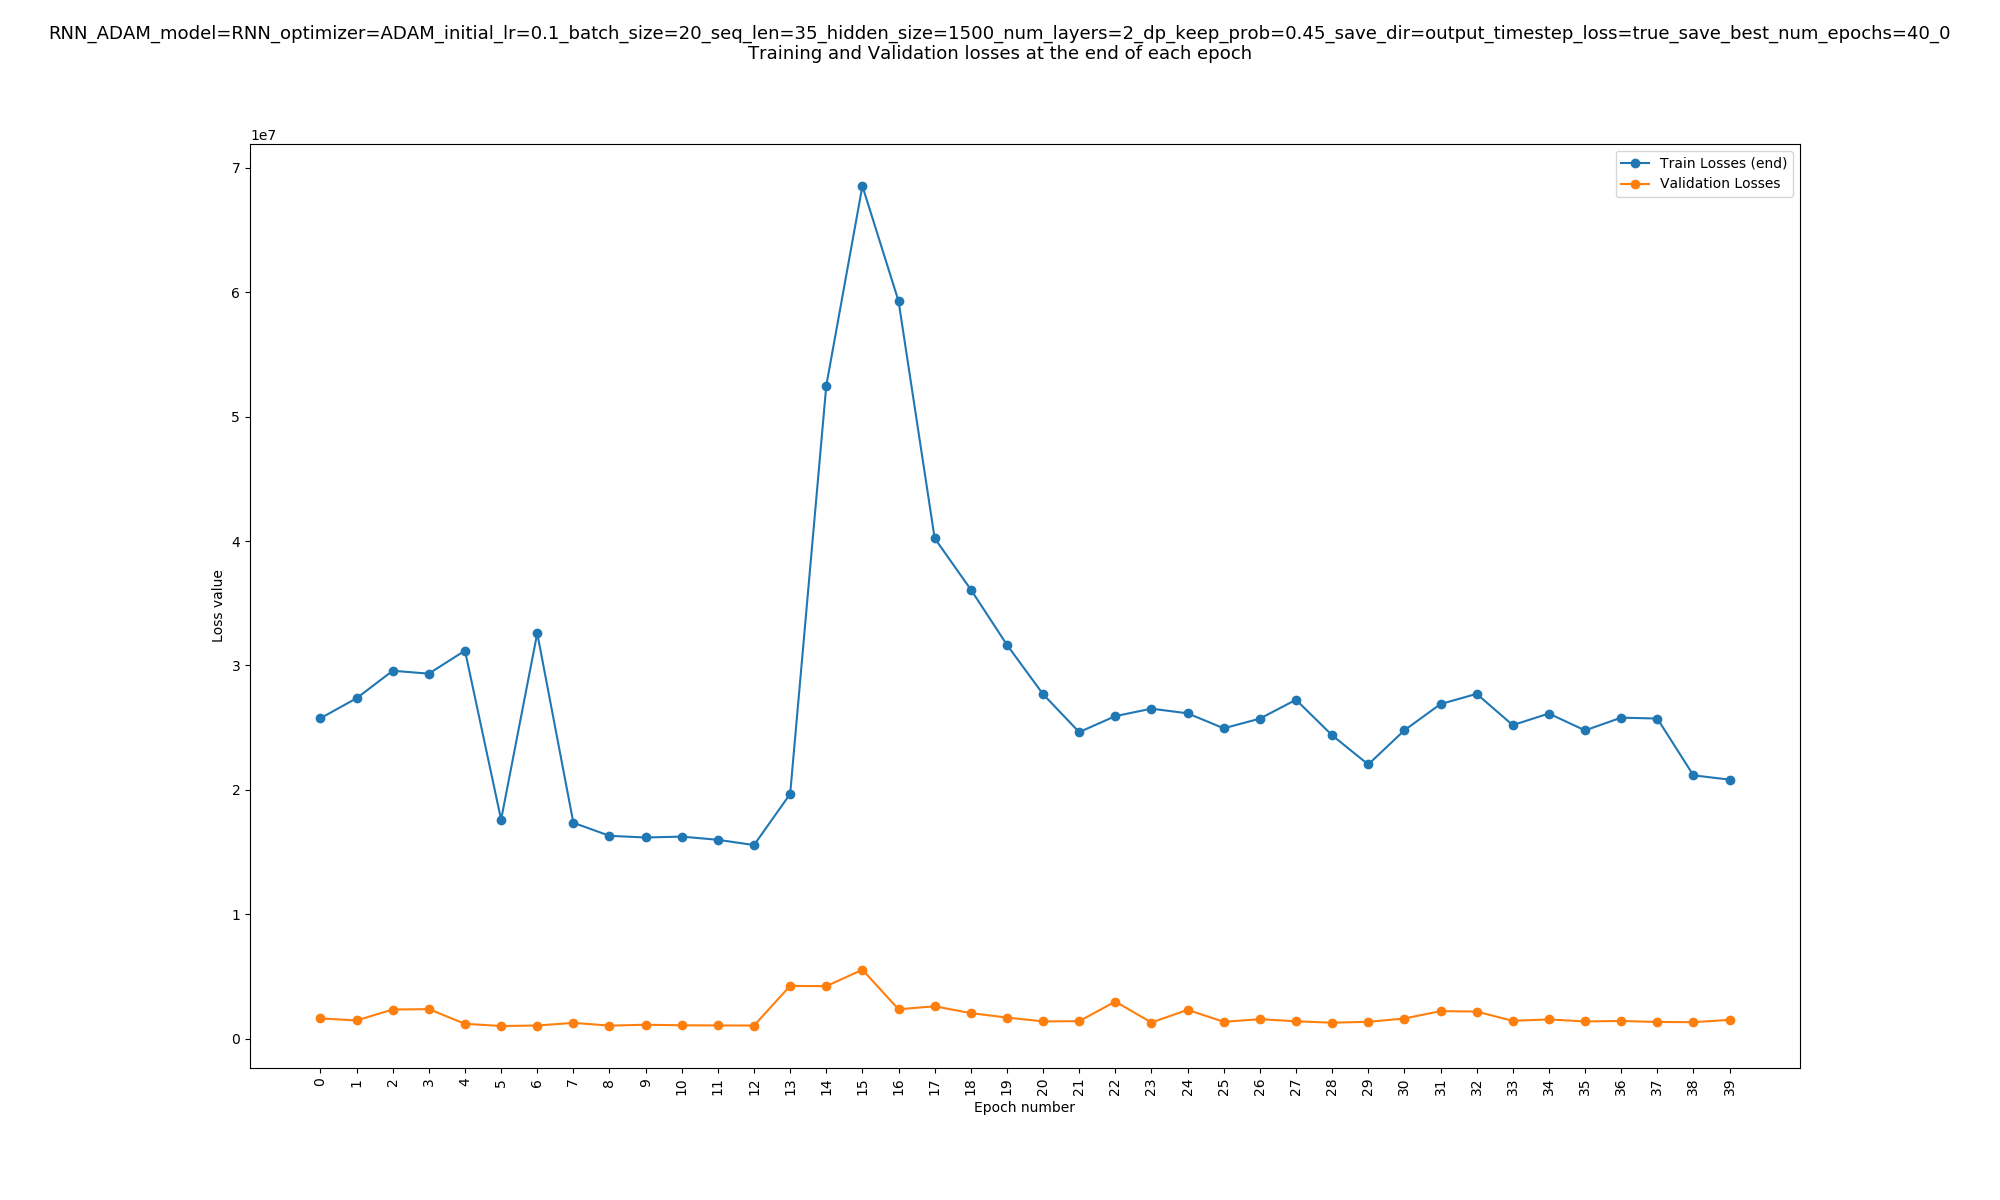 RNN_ADAM_model=RNN_optimizer=ADAM_initial_lr=0.1_batch_size=20_seq_len=35_hidden_size=1500_num_layers=2_dp_keep_prob=0.45_save_dir=output_timestep_loss=true_save_best_num_epochs=40_0
Training and Validation losses at the end of each epoch
1e7
Train Losses (end)
Validation Losses
7
6
5
4
3
2
1
0
Loss value
0 1 2 3 4 5 6 7 8 9 10 11 12 13 14 15 16 17 18 19 20 21 22 23 24 25 26 27 28 29 30 31 32 33 34 35 36 37 38 39
Epoch number